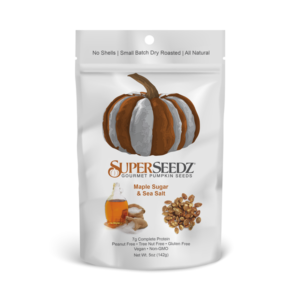 No Shells | Small Batch Dry Roasted | All Natural
SUPERSEEDZ
GOURMET PUMPKIN SEEDS
Maple Sugar
& Sea Salt
7g Complete Protein
Peanut Free • Tree Nut Free • Gluten Free
Vegan • Non-GMO
Net Wt. 5oz (142g)